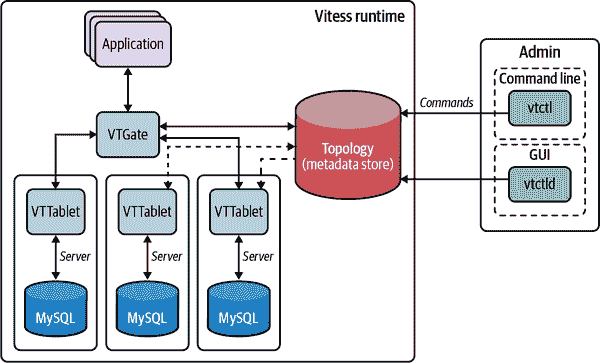 Vitess runtime
Application
Admin
Command line
Commands
vtctl
VTGate
Topology
(metadata store)
GUI
vtctld
VTTablet
VTTablet
VTTablet
Server
Server
Server
MySQL
MySQL
MySQL